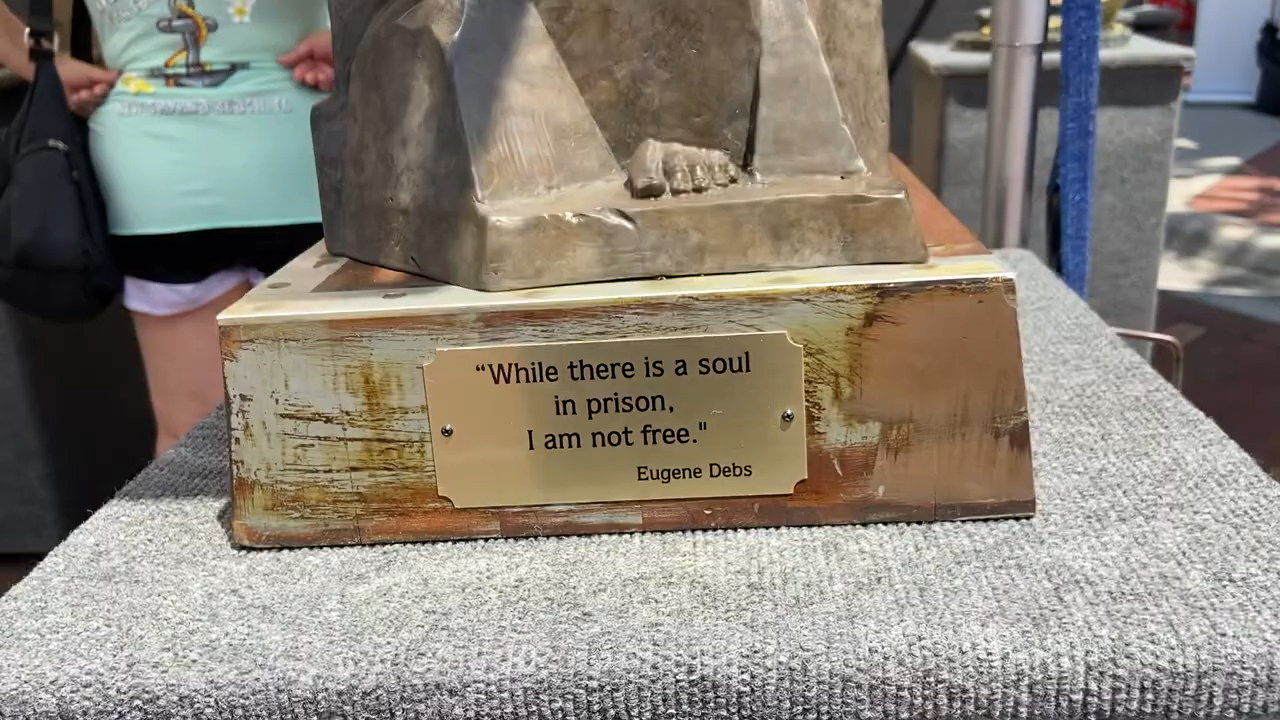 “While there is a soul
in prison,
I am not free."
Eugene Debs